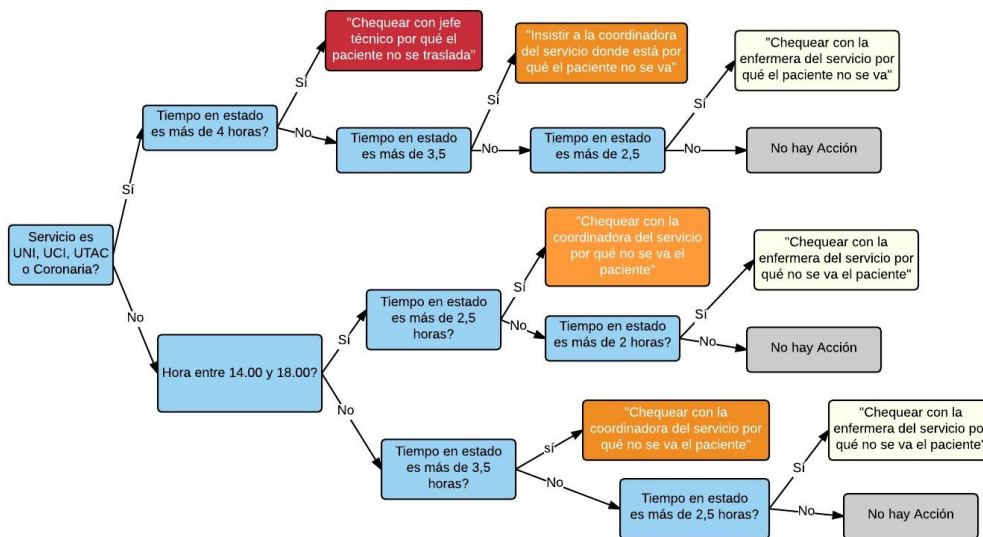 "Chequear con jefe
técnico por qué el
paciente no se traslada"
"Insistir a la coordinadora
del servicio donde está por
qué el paciente no se va"
"Chequear con la
enfermera del servicio por
qué el paciente no se va"
Sí
Sí
Sí
Tiempo en estado
es más de 4 horas?
No
Tiempo en estado
es más de 3,5
No
Tiempo en estado
es más de 2,5
No
No hay Acción
Sí
Servicio es
UNI, UCI, UTAC
o Coronaria?
No
"Chequear con la
coordinadora del servicio
por qué no se va el
paciente"
"Chequear con la
enfermera del servicio por
qué no se va el paciente"
Sí
Sí
Tiempo en estado
es más de 2,5
horas?
No
Tiempo en estado
es más de 2 horas?
No
No hay Acción
Sí
Hora entre 14.00 y 18.00?
No
"Chequear con la
coordinadora del servicio por
qué no se va el paciente"
"Chequear con la
enfermera del servicio por
qué no se va el paciente"
sí
Sí
Tiempo en estado
es más de 3,5
horas?
No
Tiempo en estado
es más de 2,5 horas?
No
No hay Acción